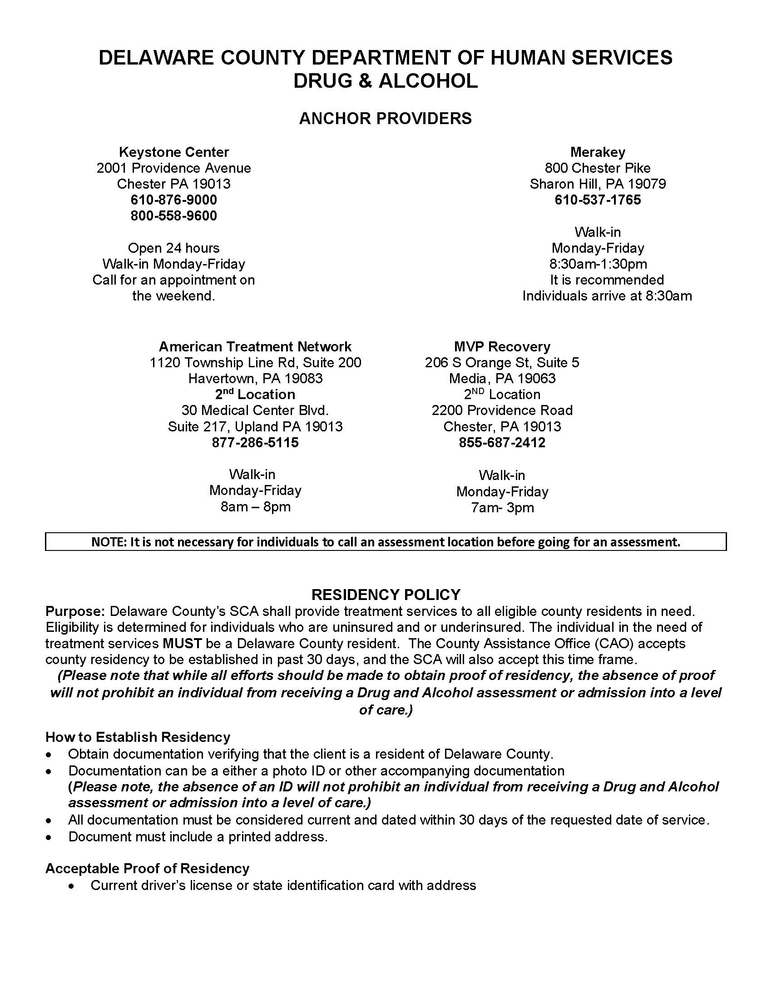 DELAWARE COUNTY DEPARTMENT OF HUMAN SERVICES
DRUG & ALCOHOL
ANCHOR PROVIDERS
Keystone Center
2001 Providence Avenue
Chester PA 19013
610-876-9000
800-558-9600
Open 24 hours
Walk-in Monday-Friday
Call for an appointment on
the weekend.
Merakey
800 Chester Pike
Sharon Hill, PA 19079
610-537-1765
Walk-in
Monday-Friday
8:30am-1:30pm
It is recommended
Individuals arrive at 8:30am
American Treatment Network
1120 Township Line Rd, Suite 200
Havertown, PA 19083
2nd Location
30 Medical Center Blvd.
Suite 217, Upland PA 19013
877-286-5115
Walk-in
Monday-Friday
8am – 8pm
MVP Recovery
206 S Orange St, Suite 5
Media, PA 19063
2ND Location
2200 Providence Road
Chester, PA 19013
855-687-2412
Walk-in
Monday-Friday
7am- 3pm
NOTE: It is not necessary for individuals to call an assessment location before going for an assessment.
RESIDENCY POLICY
Purpose: Delaware County’s SCA shall provide treatment services to all eligible county residents in need.
Eligibility is determined for individuals who are uninsured and or underinsured. The individual in the need of
treatment services MUST be a Delaware County resident. The County Assistance Office (CAO) accepts
county residency to be established in past 30 days, and the SCA will also accept this time frame.
(Please note that while all efforts should be made to obtain proof of residency, the absence of proof
will not prohibit an individual from receiving a Drug and Alcohol assessment or admission into a level
of care.)
How to Establish Residency
• Obtain documentation verifying that the client is a resident of Delaware County.
• Documentation can be a either a photo ID or other accompanying documentation
(Please note, the absence of an ID will not prohibit an individual from receiving a Drug and Alcohol
assessment or admission into a level of care.)
• All documentation must be considered current and dated within 30 days of the requested date of service.
• Document must include a printed address.
Acceptable Proof of Residency
• Current driver’s license or state identification card with address